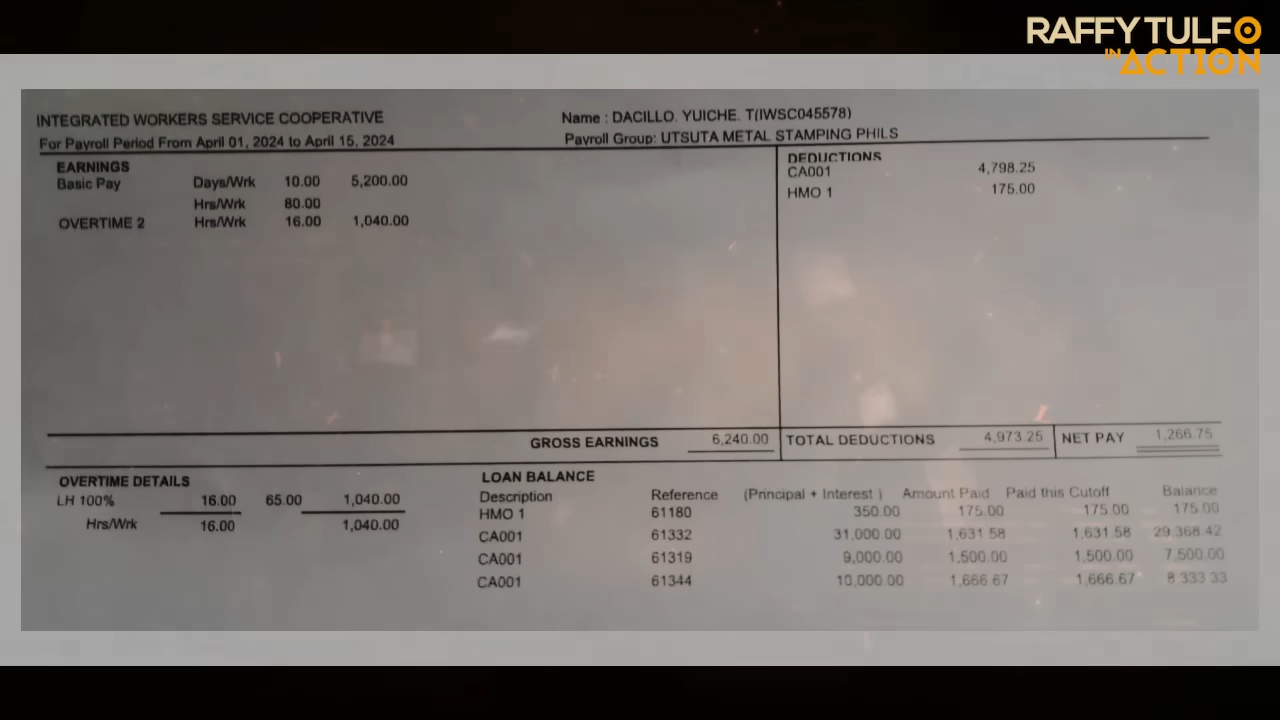 RAFFY TULFO
IN ACTION
INTEGRATED WORKERS SERVICE COOPERATIVE
Name : DACILLO. YUICHE. T(IWSC045578)
For Payroll Period From April 01, 2024 to April 15, 2024
Payroll Group: UTSUTA METAL STAMPING PHILS
EARNINGS
Basic Pay Days/Wrk 10.00 5,200.00
Hrs/Wrk 80.00
OVERTIME 2 Hrs/Wrk 16.00 1,040.00
DEDUCTIONS
CA001 4,798.25
HMO 1 175.00
GROSS EARNINGS 6,240.00 TOTAL DEDUCTIONS 4,973.25 NET PAY 1,266.75
OVERTIME DETAILS
LH 100% 16.00 65.00 1,040.00
Hrs/Wrk 16.00 1,040.00
LOAN BALANCE
Description Reference (Principal + Interest ) Amount Paid Paid this Cutoff Balance
HMO 1 61180 350.00 175.00 175.00 175.00
CA001 61332 31,000.00 1,631.58 1,631.58 29,368.42
CA001 61319 9,000.00 1,500.00 1,500.00 7,500.00
CA001 61344 10,000.00 1,666.67 1,666.67 8,333.33